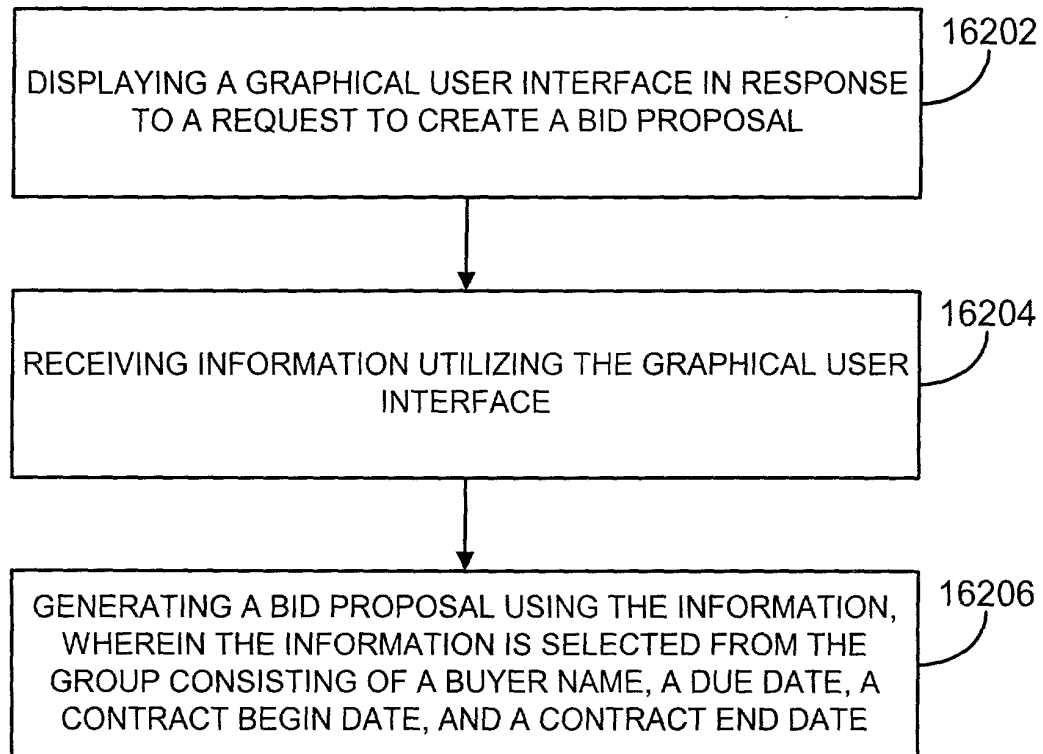 16202
DISPLAYING A GRAPHICAL USER INTERFACE IN RESPONSE
TO A REQUEST TO CREATE A BID PROPOSAL
16204
RECEIVING INFORMATION UTILIZING THE GRAPHICAL USER
INTERFACE
16206
GENERATING A BID PROPOSAL USING THE INFORMATION,
WHEREIN THE INFORMATION IS SELECTED FROM THE
GROUP CONSISTING OF A BUYER NAME, A DUE DATE, A
CONTRACT BEGIN DATE, AND A CONTRACT END DATE